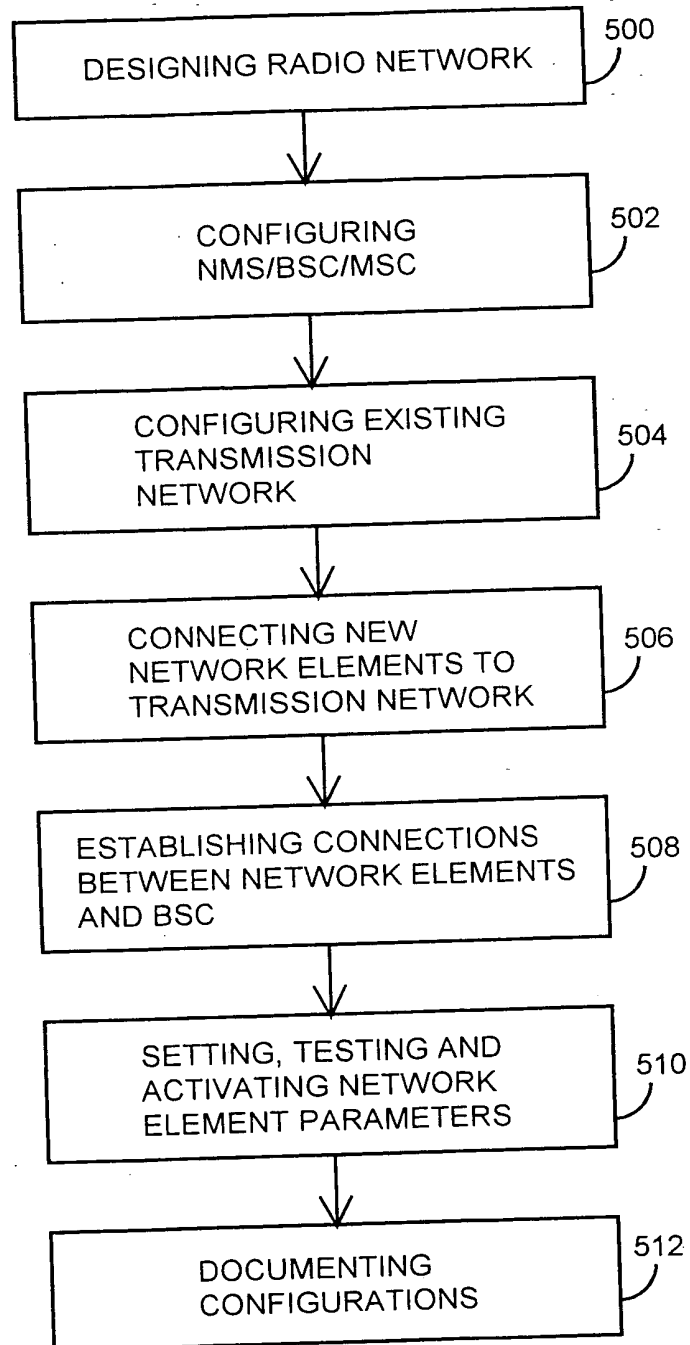 DESIGNING RADIO NETWORK
500
CONFIGURING
NMS/BSC/MSC
502
CONFIGURING EXISTING
TRANSMISSION
NETWORK
504
CONNECTING NEW
NETWORK ELEMENTS TO
TRANSMISSION NETWORK
506
ESTABLISHING CONNECTIONS
BETWEEN NETWORK ELEMENTS
AND BSC
508
SETTING, TESTING AND
ACTIVATING NETWORK
ELEMENT PARAMETERS
510
DOCUMENTING
CONFIGURATIONS
512